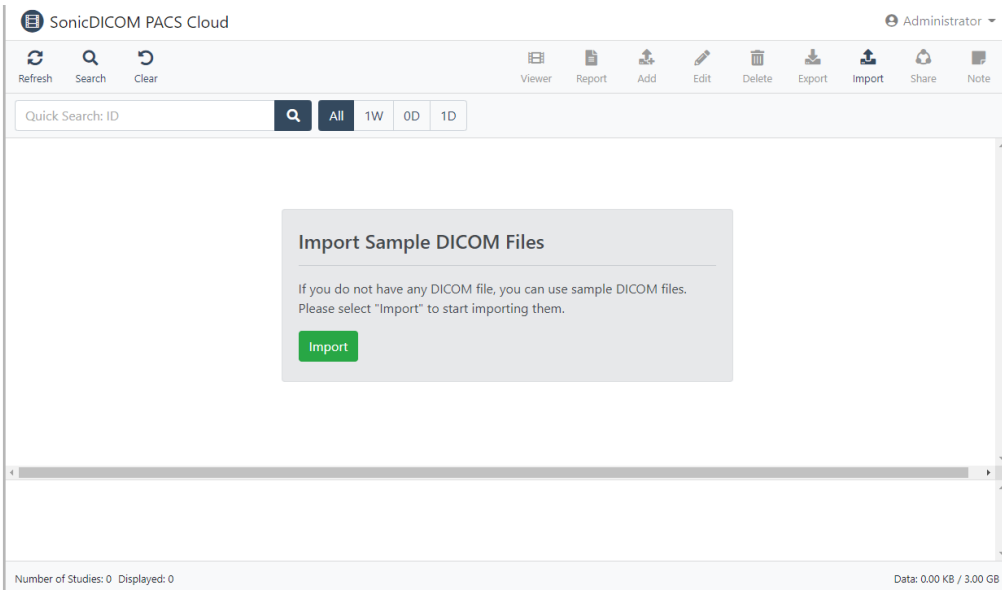 SonicDICOM PACS Cloud
Administrator
Refresh Search Clear Viewer Report Add Edit Delete Export Import Share Note
Quick Search: ID All 1W 0D 1D
Import Sample DICOM Files
If you do not have any DICOM file, you can use sample DICOM files.
Please select "Import" to start importing them.
Import
Number of Studies: 0 Displayed: 0 Data: 0.00 KB / 3.00 GB